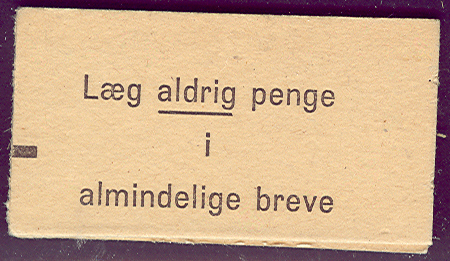 Læg aldrig penge
i
almindelige breve